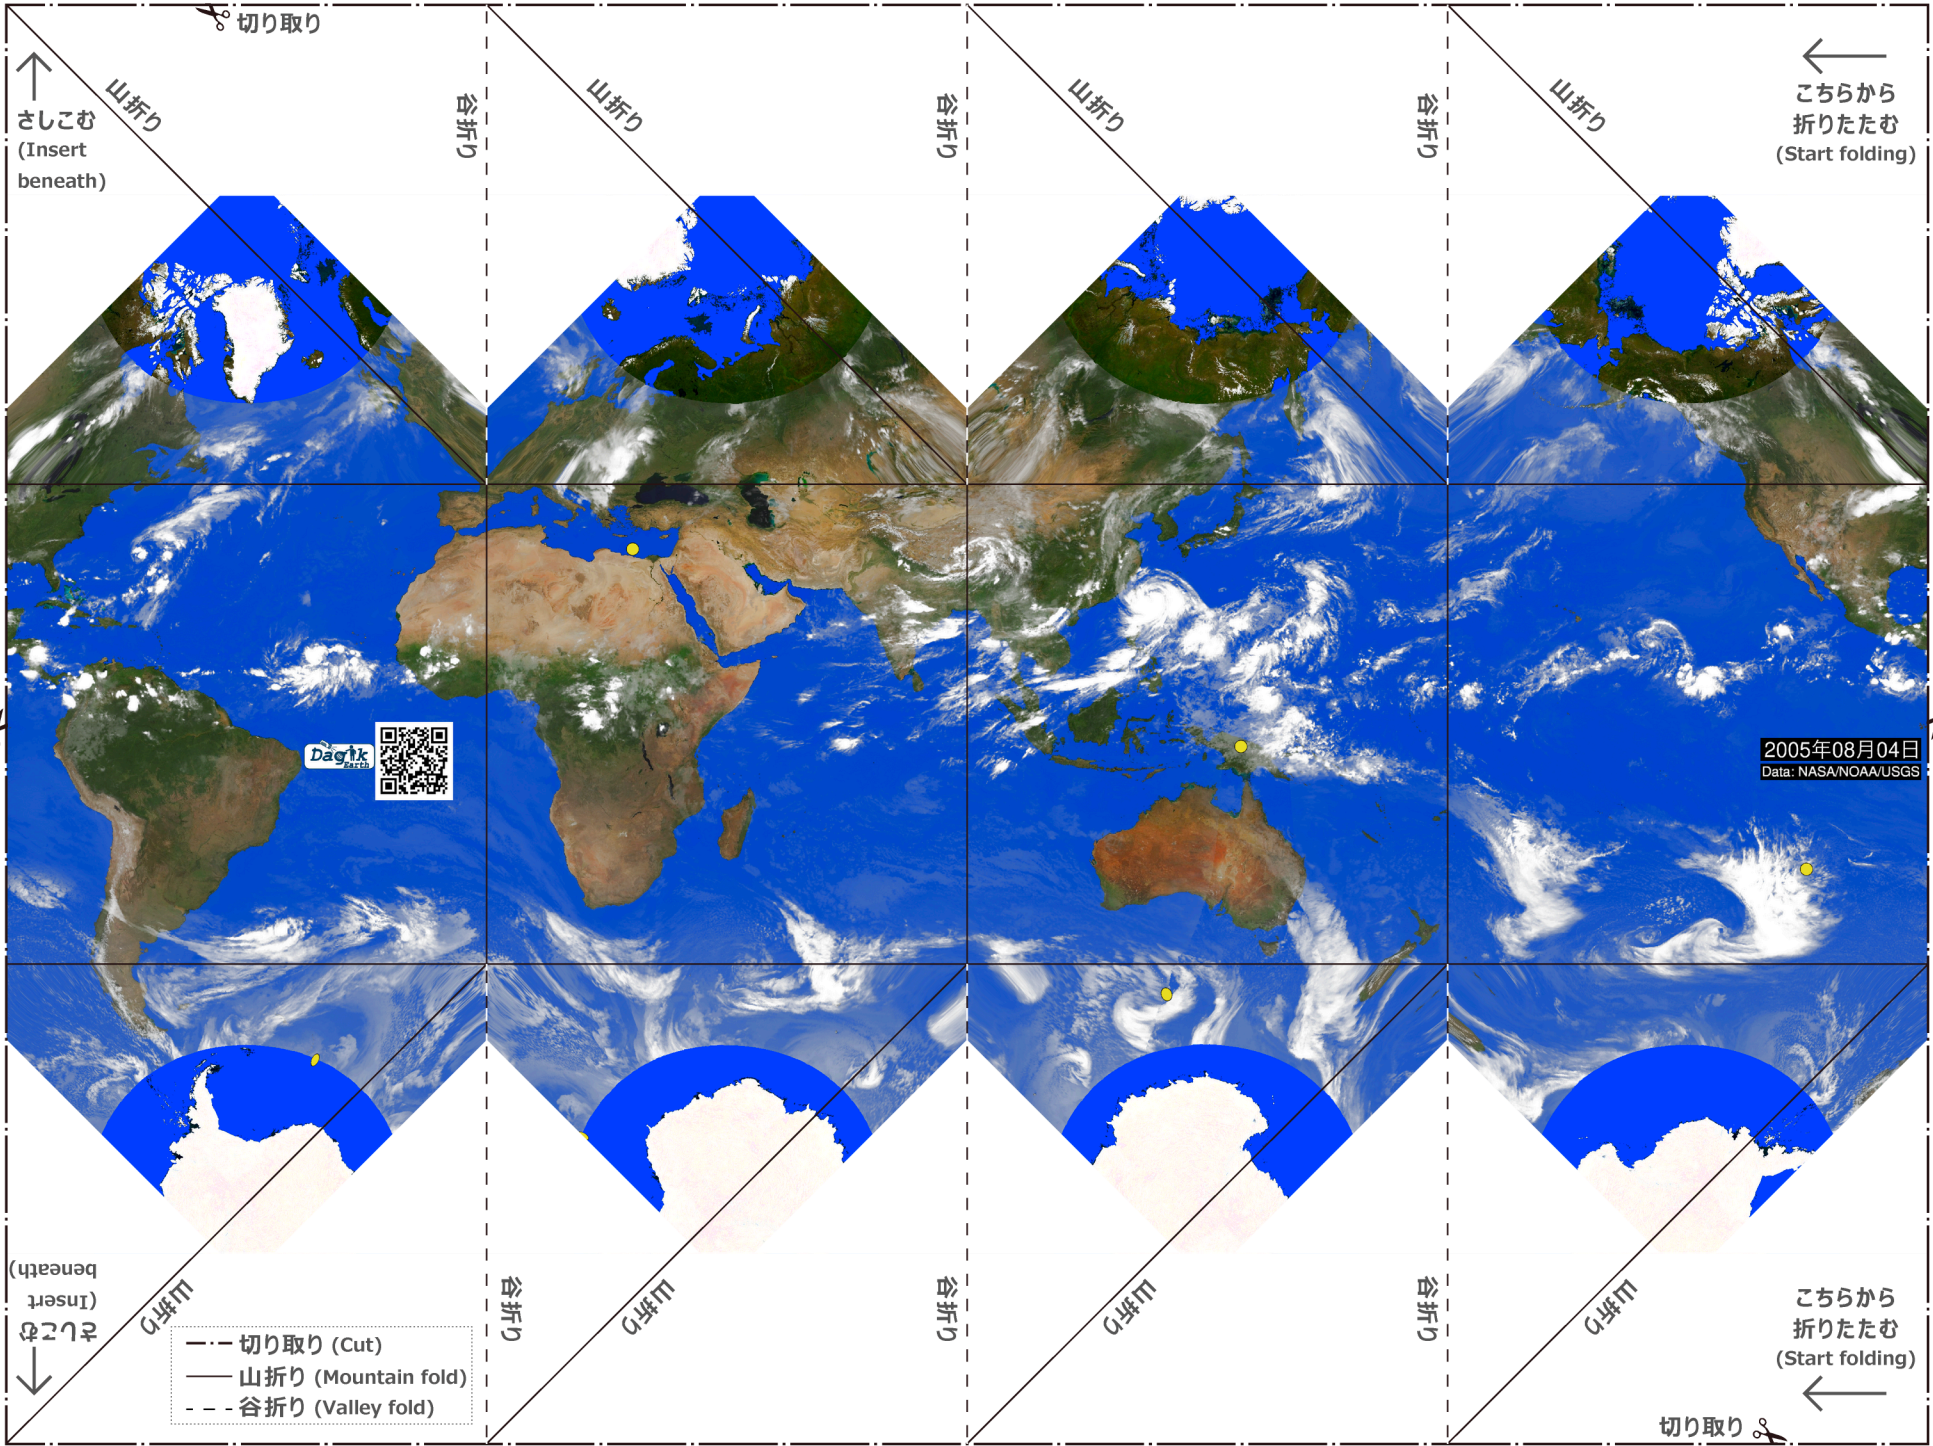 切り取り
山折り
谷折り
山折り
谷折り
山折り
谷折り
山折り
さしこむ
(Insert
beneath)
こちらから
折りたたむ
(Start folding)
Dagik
Earth
2005年08月04日
Data: NASA/NOAA/USGS
さしこむ
(Insert
beneath)
山折り
谷折り
山折り
谷折り
山折り
谷折り
山折り
こちらから
折りたたむ
(Start folding)
切り取り (Cut)
山折り (Mountain fold)
谷折り (Valley fold)
切り取り